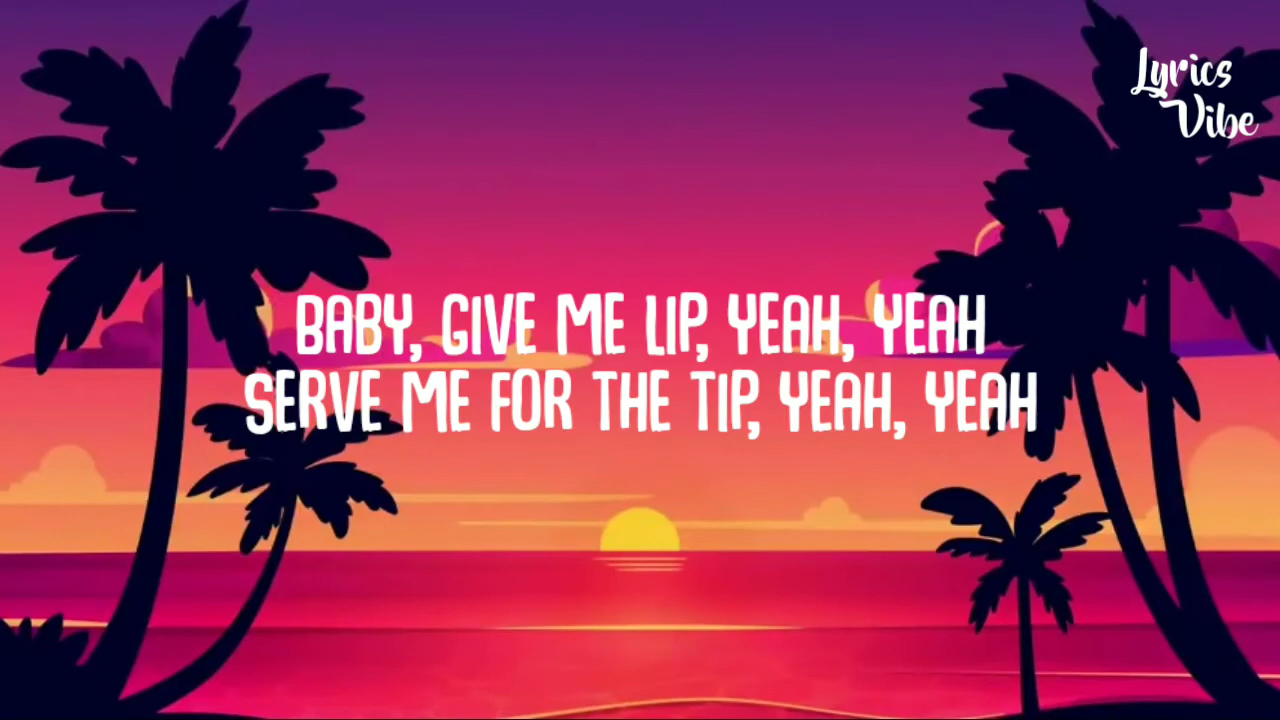 Lyrics
Vibe
BABY, GIVE ME LIP, YEAH, YEAH
SERVE ME FOR THE TIP, YEAH, YEAH